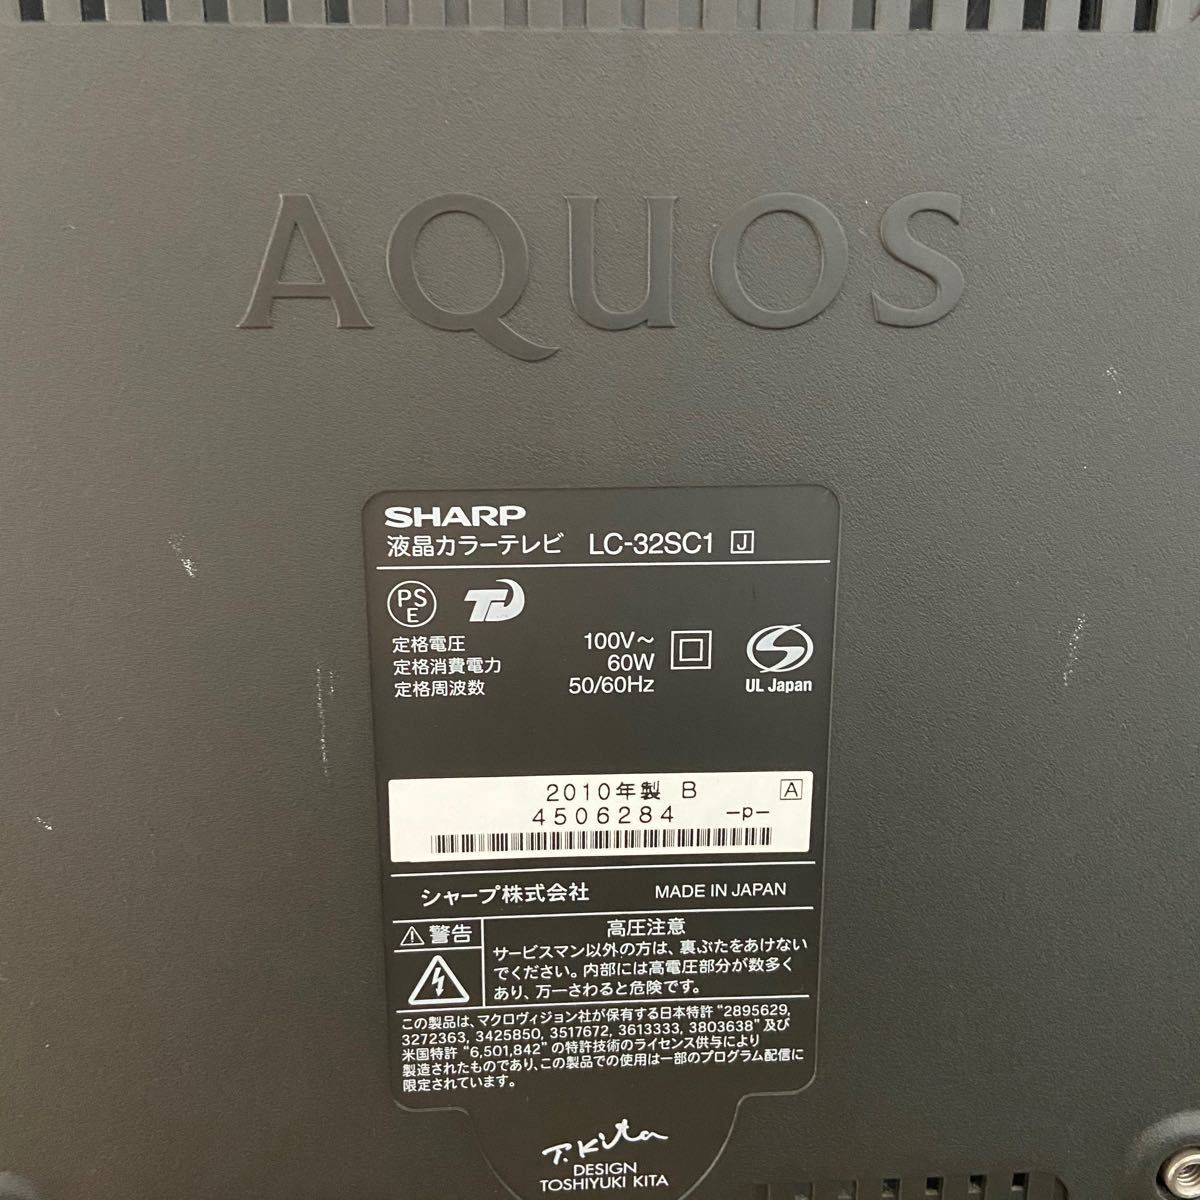 AQUOS
SHARP
液晶カラーテレビ LC-32SC1 J
PS
E
定格電圧 100V～
定格消費電力 60W
定格周波数 50/60Hz
UL Japan
2010年製 B A
4506284 -p-
シャープ株式会社 MADE IN JAPAN
⚠警告
高圧注意
サービスマン以外の方は、裏ぶたをあけない
でください。内部には高電圧部分が数多く
あり、万一さわると危険です。
この製品は、マクロヴィジョン社が保有する日本特許 "2895629,
3272363, 3425850, 3517672, 3613333, 3803638" 及び
米国特許 "6,501,842" の特許技術のライセンス供与により
製造されたものであり、この製品での使用は一部のプログラム配信に
限定されています。
T.Kita
DESIGN
TOSHIYUKI KITA